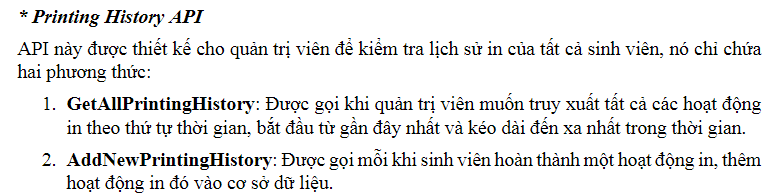 * Printing History API
API này được thiết kế cho quản trị viên để kiểm tra lịch sử in của tất cả sinh viên, nó chỉ chứa
hai phương thức:
1. GetAllPrintingHistory: Được gọi khi quản trị viên muốn truy xuất tất cả các hoạt động
in theo thứ tự thời gian, bắt đầu từ gần đây nhất và kéo dài đến xa nhất trong thời gian.
2. AddNewPrintingHistory: Được gọi mỗi khi sinh viên hoàn thành một hoạt động in, thêm
hoạt động in đó vào cơ sở dữ liệu.